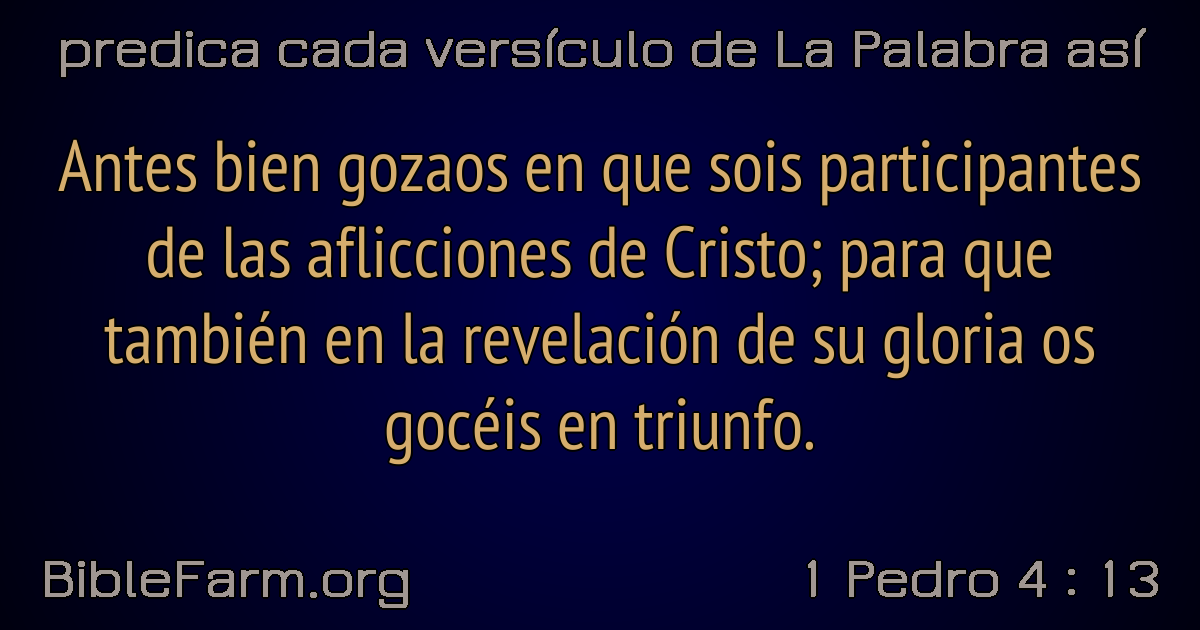 predica cada versículo de La Palabra así
Antes bien gozaos en que sois participantes
de las aflicciones de Cristo; para que
también en la revelación de su gloria os
gocéis en triunfo.
BibleFarm.org
1 Pedro 4 : 13